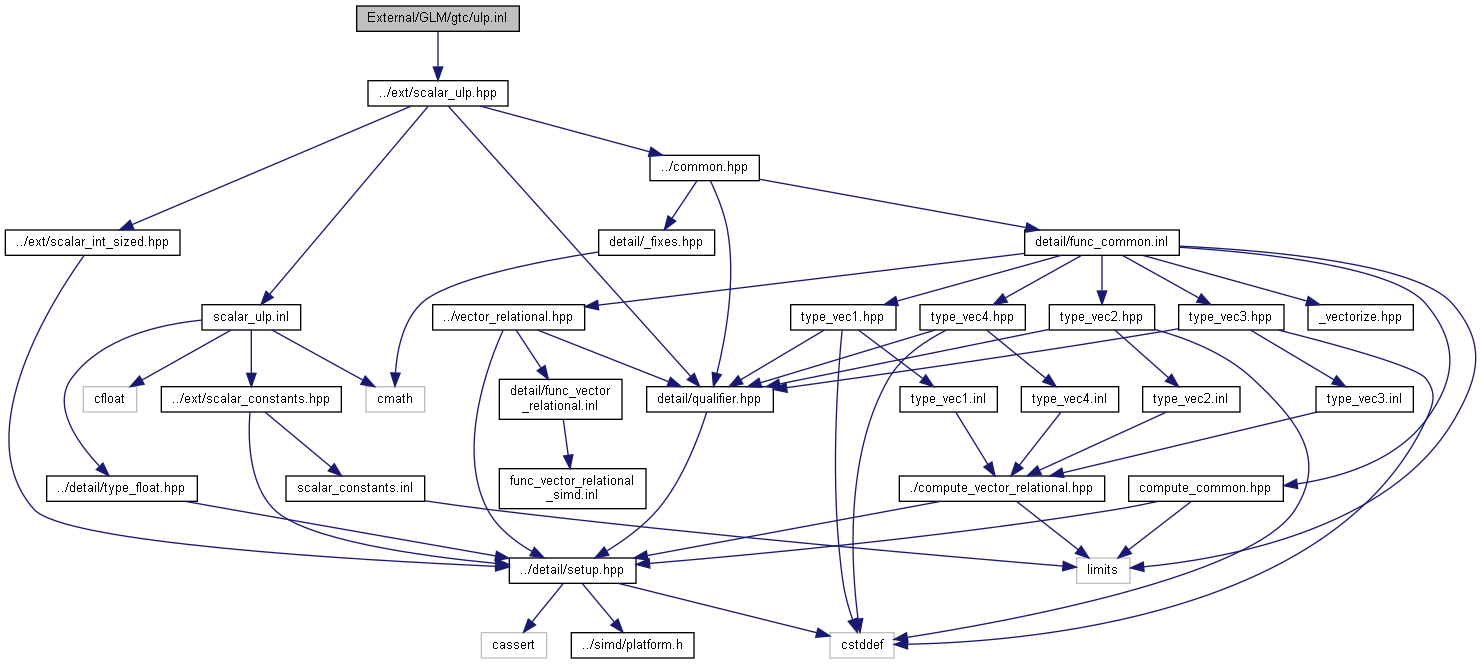 External/GLM/gtc/ulp.inl
../ext/scalar_ulp.hpp
../common.hpp
../ext/scalar_int_sized.hpp
detail/_fixes.hpp
detail/func_common.inl
scalar_ulp.inl
../vector_relational.hpp
type_vec1.hpp
type_vec4.hpp
type_vec2.hpp
type_vec3.hpp
_vectorize.hpp
cfloat
../ext/scalar_constants.hpp
cmath
detail/func_vector
_relational.inl
detail/qualifier.hpp
type_vec1.inl
type_vec4.inl
type_vec2.inl
type_vec3.inl
../detail/type_float.hpp
scalar_constants.inl
func_vector_relational
_simd.inl
./compute_vector_relational.hpp
compute_common.hpp
../detail/setup.hpp
limits
cassert
../simd/platform.h
cstddef